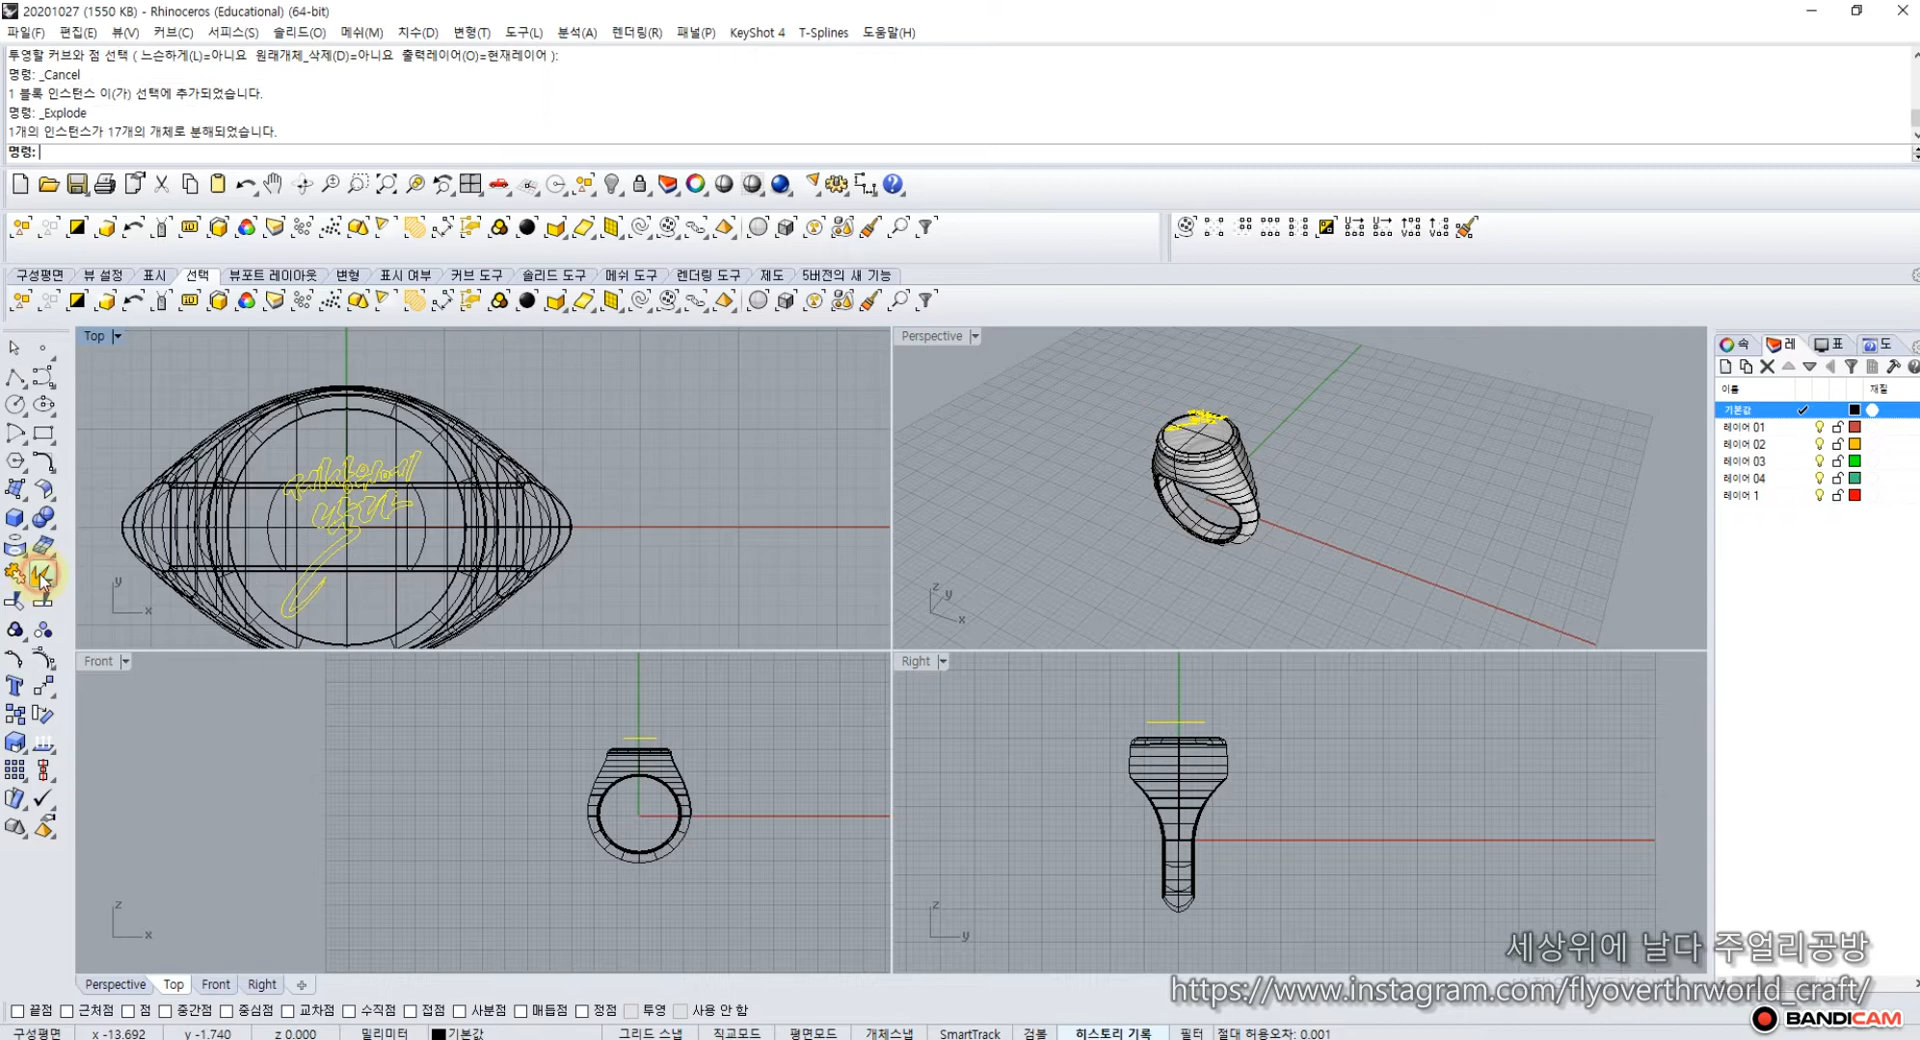 20201027 (1550 KB) - Rhinoceros (Educational) (64-bit)
파일(F) 편집(E) 뷰(V) 커브(C) 서피스(S) 솔리드(O) 메쉬(M) 치수(D) 변형(T) 도구(L) 분석(A) 렌더링(R) 패널(P) KeyShot 4 T-Splines 도움말(H)
투영할 커브와 점 선택 ( 느슨하게(L)=아니요 원래개체_삭제(D)=아니요 출력레이어(O)=현재레이어 ):
명령: _Cancel
1 블록 인스턴스 이(가) 선택에 추가되었습니다.
명령: _Explode
1개의 인스턴스가 17개의 개체로 분해되었습니다.
명령:
구성평면 뷰 설정 표시 선택 뷰포트 레이아웃 변형 표시 여부 커브 도구 솔리드 도구 메쉬 도구 렌더링 도구 제도 5버전의 새 기능
Top
Perspective
속 레 표 도
이름 재질
기본값
레이어 01
레이어 02
레이어 03
레이어 04
레이어 1
y x
z y x
Front
Right
z x
z y
세상위에 날다 주얼리공방
https://www.instagram.com/flyoverthrworld_craft/
BANDICAM
Perspective Top Front Right
끝점 근처점 점 중간점 중심점 교차점 수직점 접점 사분점 매듭점 정점 투영 사용 안 함
구성평면 x -13.692 y -1.740 z 0.000 밀리미터 기본값 그리드 스냅 직교모드 평면모드 개체스냅 SmartTrack 검볼 히스토리 기록 필터 절대 허용오차: 0.001